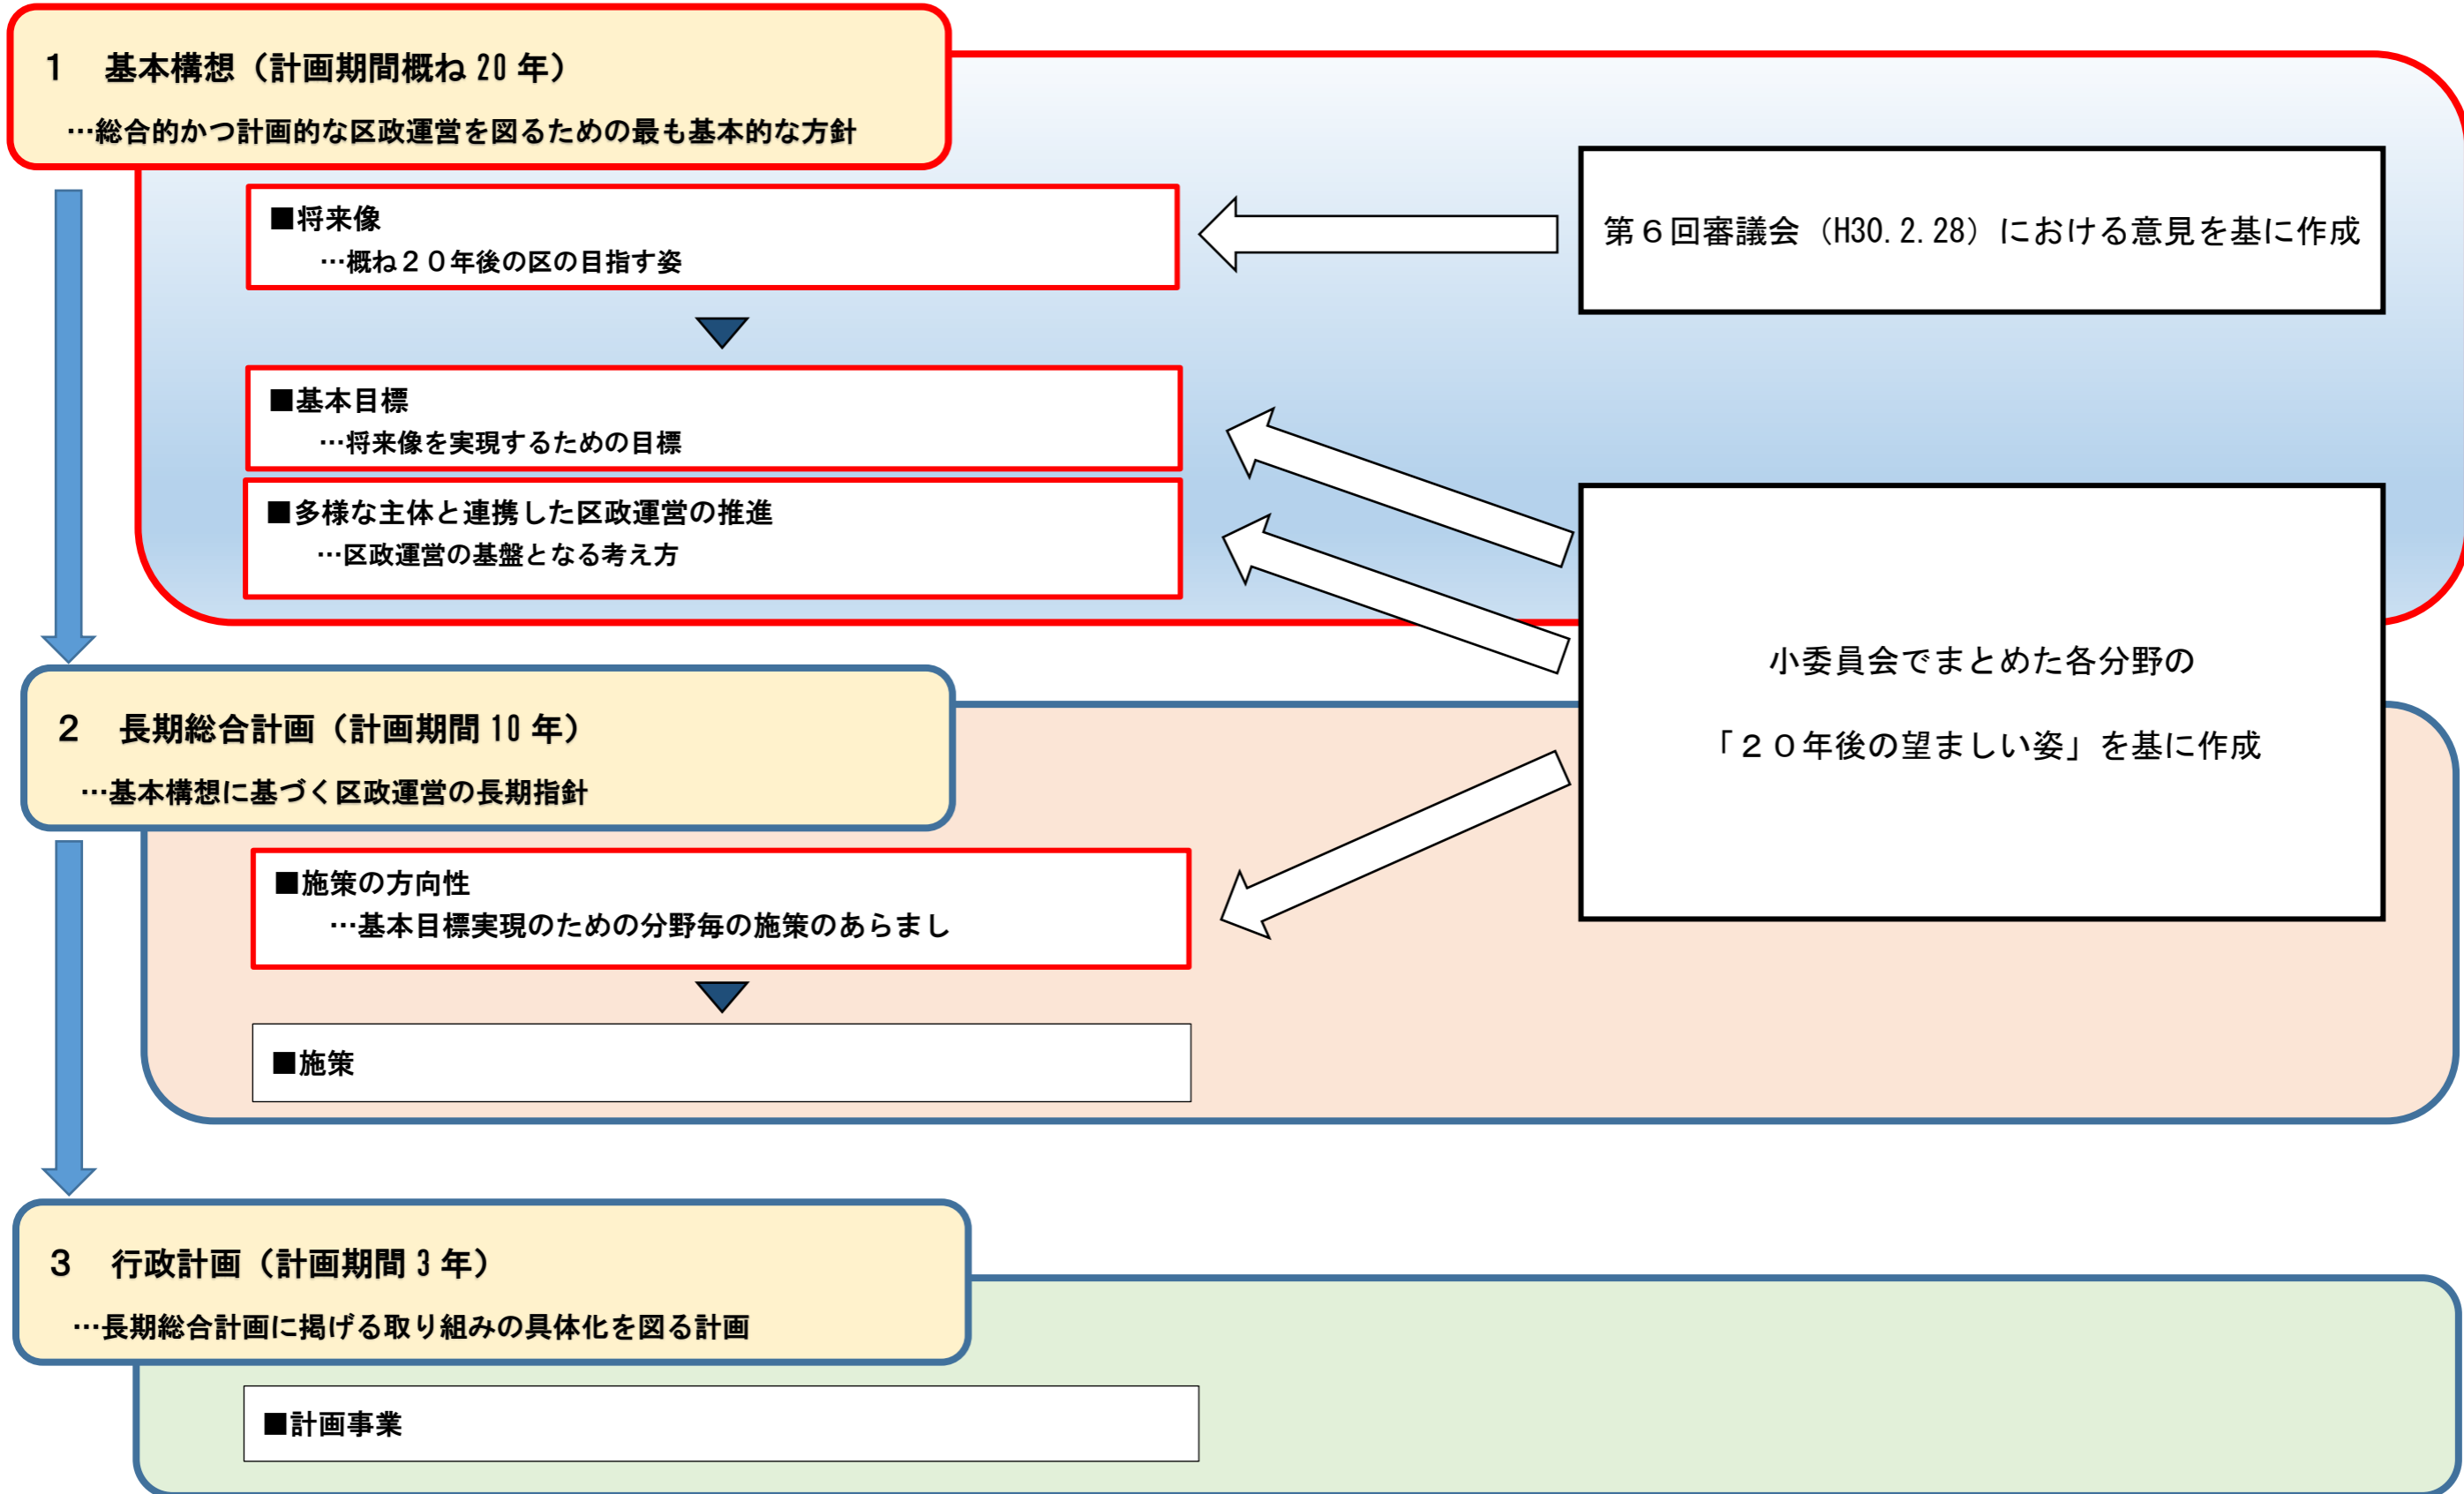 １　基本構想（計画期間概ね 20 年）
…総合的かつ計画的な区政運営を図るための最も基本的な方針
■将来像
…概ね２０年後の区の目指す姿
第６回審議会（H30.2.28）における意見を基に作成
■基本目標
…将来像を実現するための目標
■多様な主体と連携した区政運営の推進
…区政運営の基盤となる考え方
小委員会でまとめた各分野の
「２０年後の望ましい姿」を基に作成
２　長期総合計画（計画期間 10 年）
…基本構想に基づく区政運営の長期指針
■施策の方向性
…基本目標実現のための分野毎の施策のあらまし
■施策
３　行政計画（計画期間 3 年）
…長期総合計画に掲げる取り組みの具体化を図る計画
■計画事業